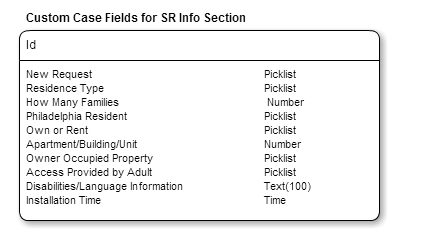 Custom Case Fields for SR Info Section
Id
New Request Picklist
Residence Type Picklist
How Many Families Number
Philadelphia Resident Picklist
Own or Rent Picklist
Apartment/Building/Unit Number
Owner Occupied Property Picklist
Access Provided by Adult Picklist
Disabilities/Language Information Text(100)
Installation Time Time